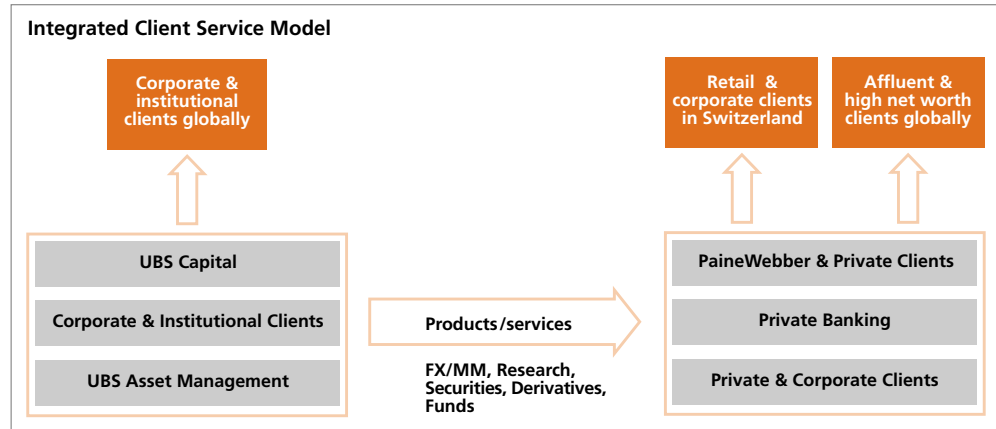 Integrated Client Service Model
Corporate &
institutional
clients globally
Retail &
corporate clients
in Switzerland
Affluent &
high net worth
clients globally
UBS Capital
Corporate & Institutional Clients
UBS Asset Management
Products/services
FX/MM, Research,
Securities, Derivatives,
Funds
PaineWebber & Private Clients
Private Banking
Private & Corporate Clients